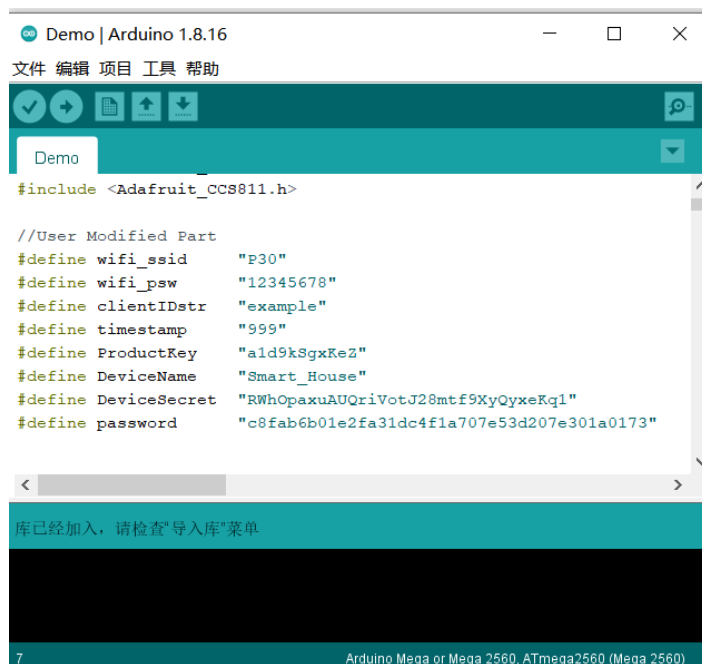 Demo | Arduino 1.8.16
文件 编辑 项目 工具 帮助
Demo
#include <Adafruit_CCS811.h>
//User Modified Part
#define wifi_ssid "P30"
#define wifi_psw "12345678"
#define clientIDstr "example"
#define timestamp "999"
#define ProductKey "a1d9kSgxKeZ"
#define DeviceName "Smart_House"
#define DeviceSecret "RWhOpaxuAUQriVotJ28mtf9XyQyxeKq1"
#define password "c8fab6b01e2fa31dc4f1a707e53d207e301a0173"
库已经加入，请检查“导入库”菜单
7
Arduino Mega or Mega 2560, ATmega2560 (Mega 2560)